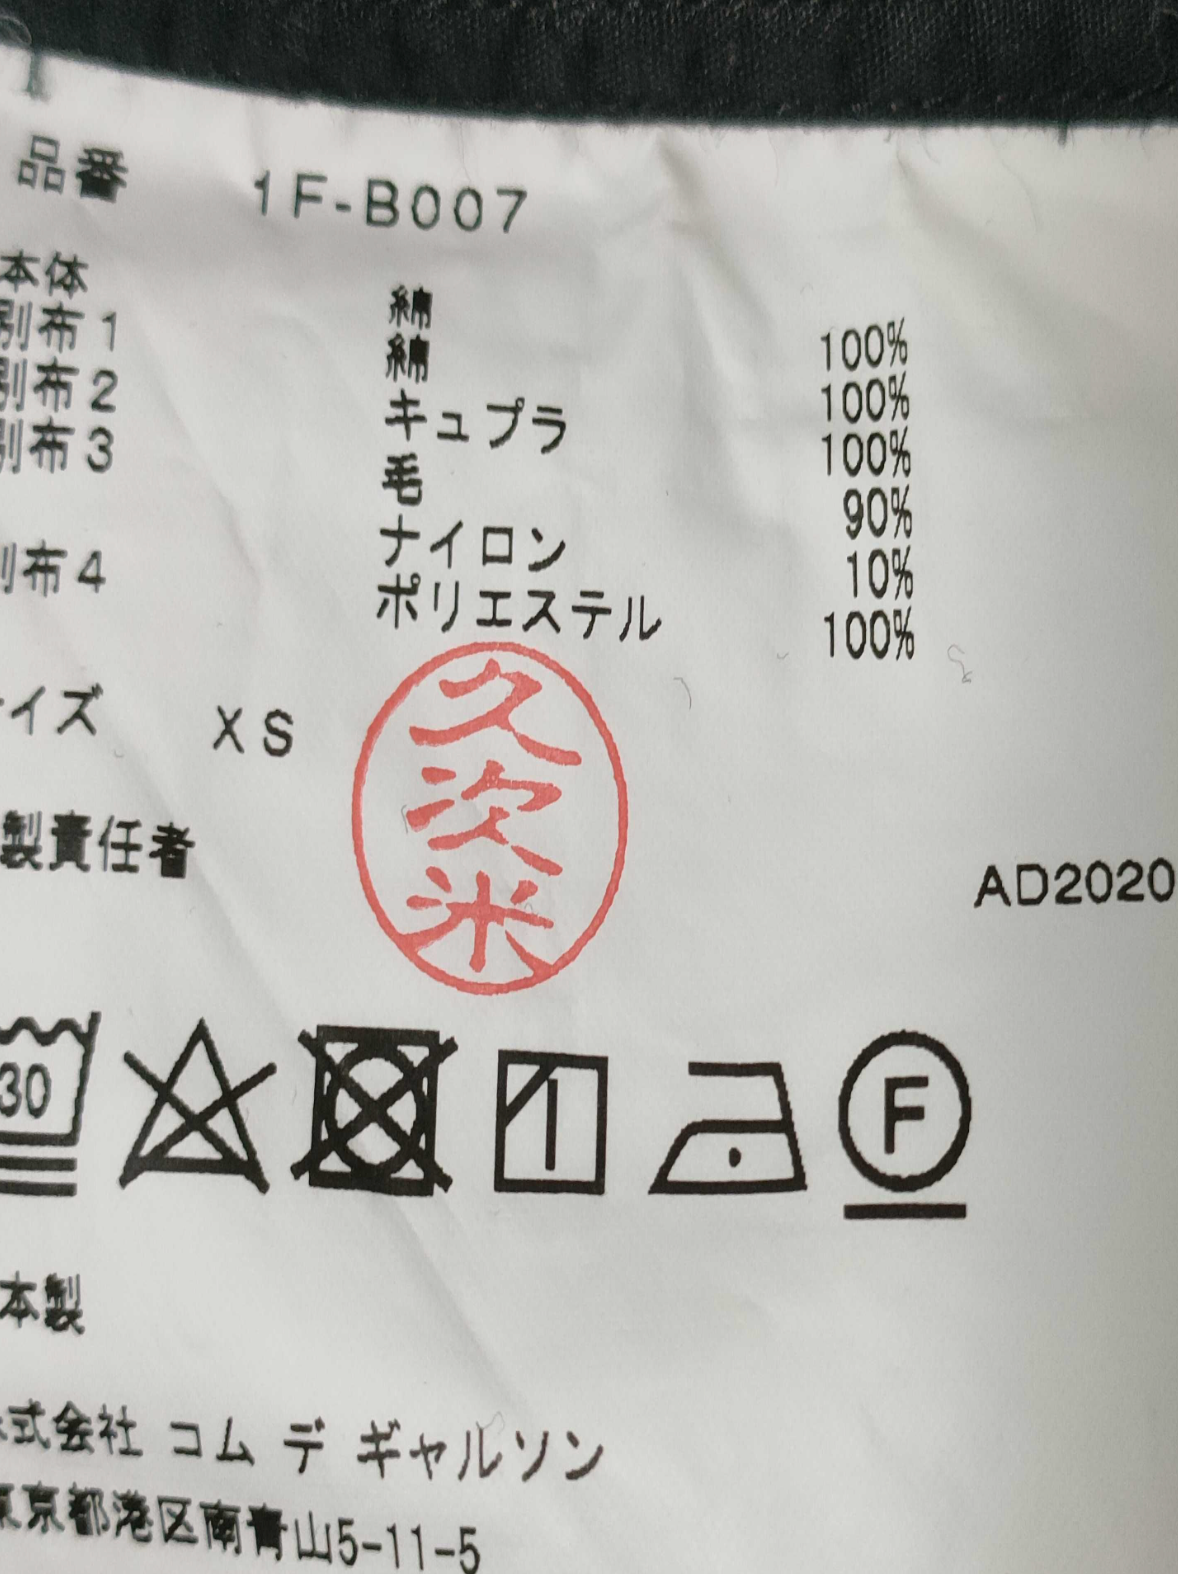 品番 1F-B007
本体 綿 100%
別布1 綿 100%
別布2 キュプラ 100%
別布3 毛 90%
ナイロン 10%
別布4 ポリエステル 100%
イズ XS
久次米
製責任者
AD2020
30
F
本製
式会社 コム デ ギャルソン
東京都港区南青山5-11-5